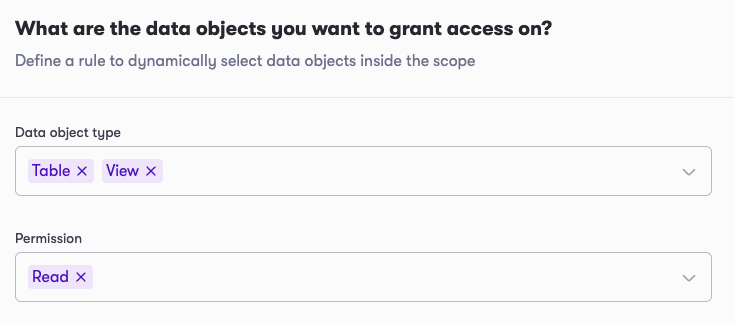 What are the data objects you want to grant access on?
Define a rule to dynamically select data objects inside the scope
Data object type
Table × View ×
Permission
Read ×